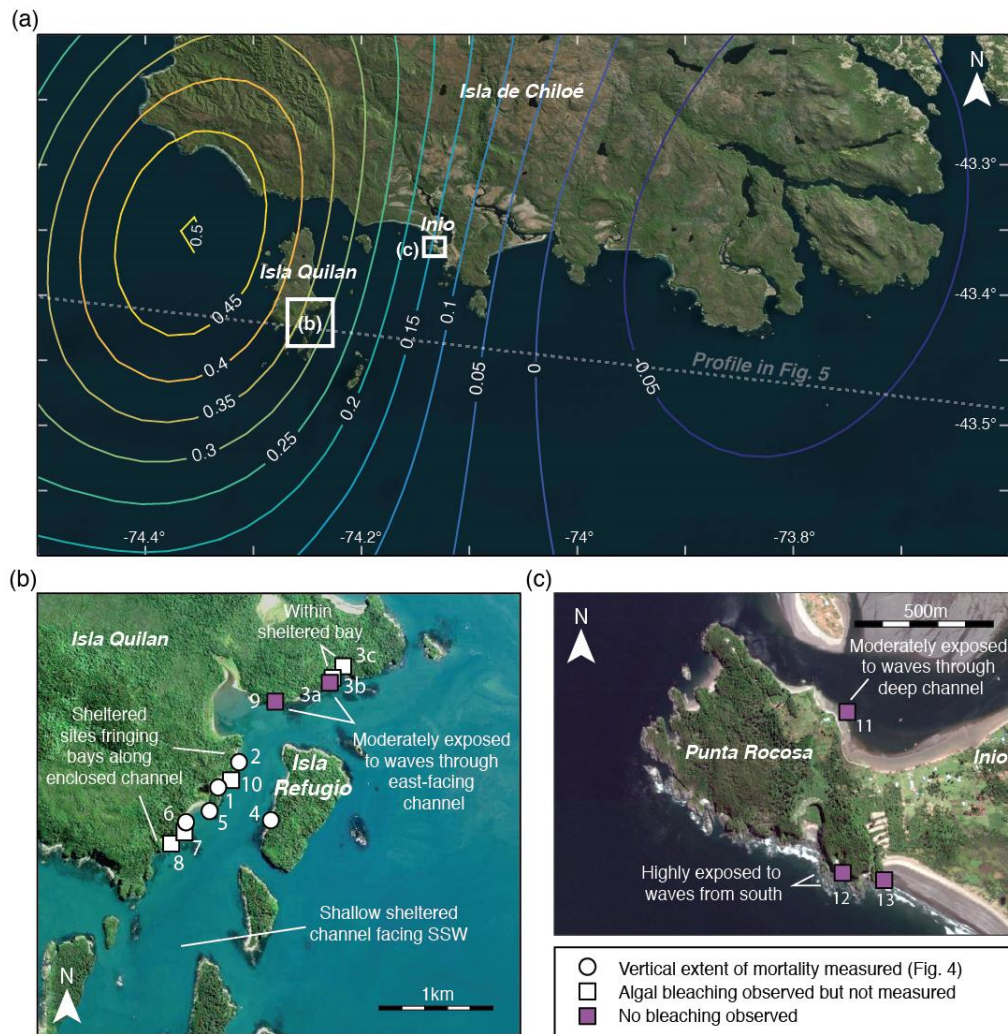 (a)
N
Isla de Chiloé
-43.3°
Inio
(c)
0.5
Isla Quilan
(b)
-43.4°
0.45
0.4
0.35
0.3
0.25
0.2
0.15
0.1
0.05
0
-0.05
Profile in Fig. 5
-43.5°
-74.4°
-74.2°
-74°
-73.8°
(b)
Isla Quilan
Within
sheltered bay
3c
3a
3b
9
Sheltered
sites fringing
bays along
enclosed channel
2
10
1
5
6
7
8
4
Isla
Refugio
Moderately exposed
to waves through
east-facing
channel
Shallow sheltered
channel facing SSW
N
1km
(c)
N
500m
Moderately exposed
to waves through
deep channel
11
Punta Rocosa
Inio
Highly exposed to
waves from south
12
13
Vertical extent of mortality measured (Fig. 4)
Algal bleaching observed but not measured
No bleaching observed